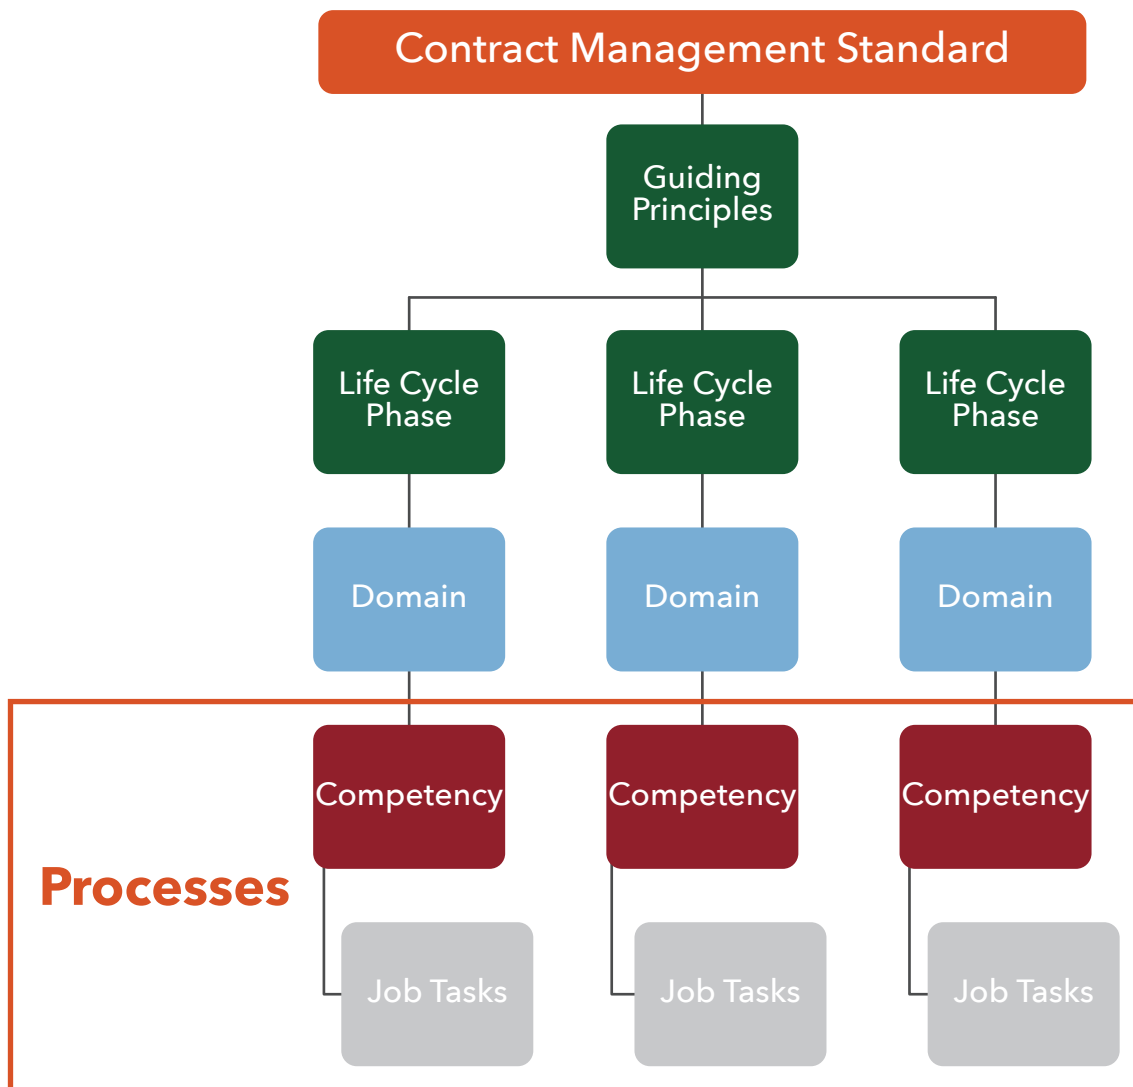 Contract Management Standard
Guiding
Principles
Life Cycle
Phase
Life Cycle
Phase
Life Cycle
Phase
Domain
Domain
Domain
Competency
Competency
Competency
Processes
Job Tasks
Job Tasks
Job Tasks